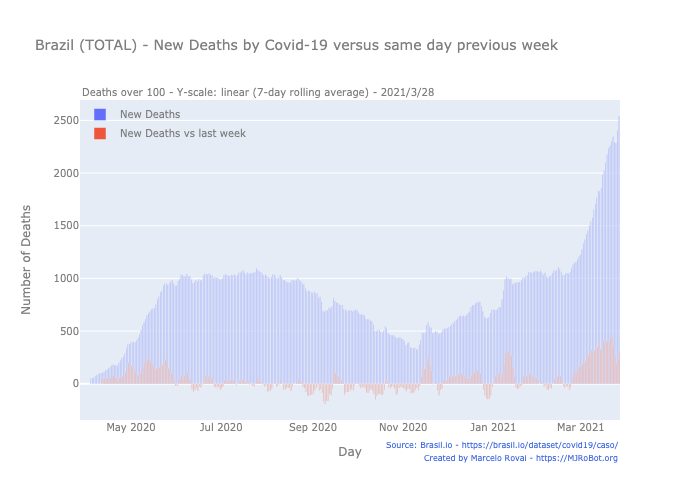 Brazil (TOTAL) - New Deaths by Covid-19 versus same day previous week
Deaths over 100 - Y-scale: linear (7-day rolling average) - 2021/3/28
New Deaths
New Deaths vs last week
2500
2000
1500
1000
500
0
Number of Deaths
May 2020
Jul 2020
Sep 2020
Nov 2020
Jan 2021
Mar 2021
Day
Source: Brasil.io - https://brasil.io/dataset/covid19/caso/
Created by Marcelo Rovai - https://MJRoBot.org